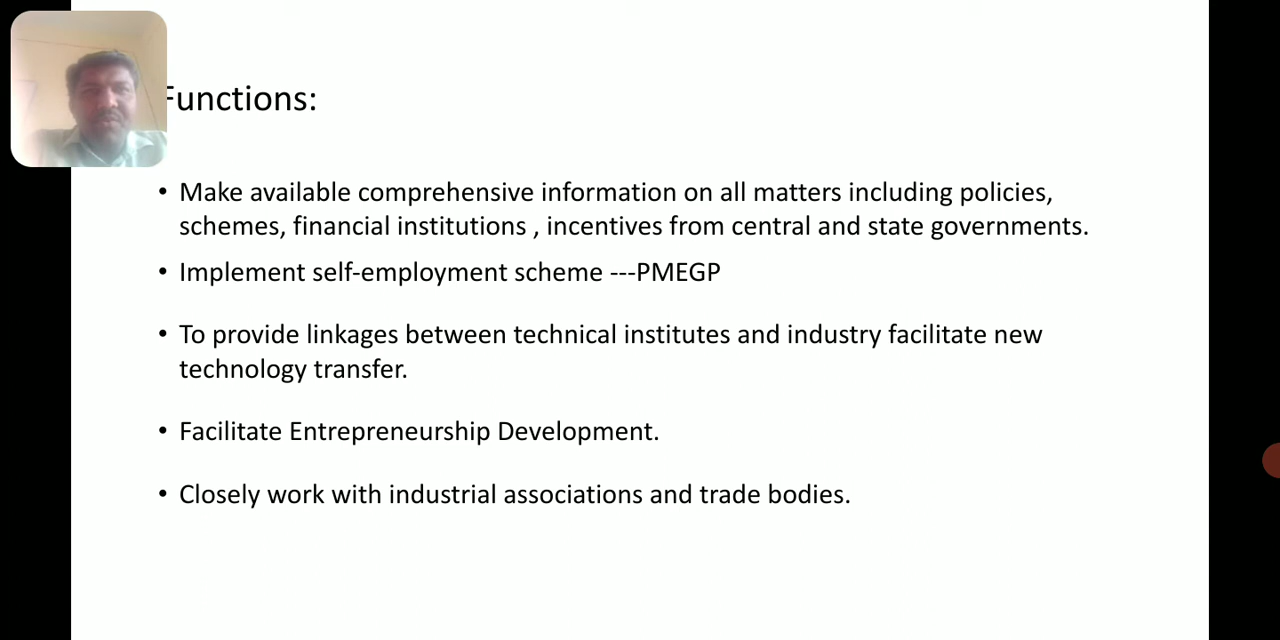 Functions:
• Make available comprehensive information on all matters including policies,
schemes, financial institutions , incentives from central and state governments.
• Implement self-employment scheme ---PMEGP
• To provide linkages between technical institutes and industry facilitate new
technology transfer.
• Facilitate Entrepreneurship Development.
• Closely work with industrial associations and trade bodies.